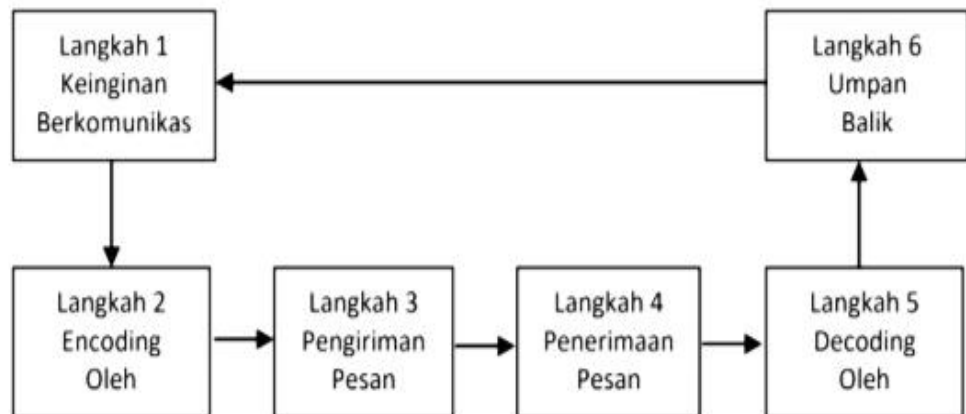 Langkah 1
Keinginan
Berkomunikas
Langkah 6
Umpan
Balik
Langkah 2
Encoding
Oleh
Langkah 3
Pengiriman
Pesan
Langkah 4
Penerimaan
Pesan
Langkah 5
Decoding
Oleh